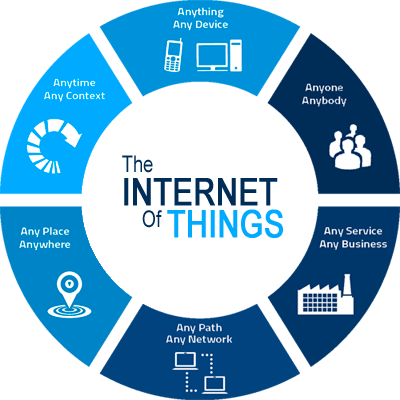 Anything
Any Device
Anyone
Anybody
Any Service
Any Business
Any Path
Any Network
Any Place
Anywhere
Anytime
Any Context
The
INTERNET
Of THINGS